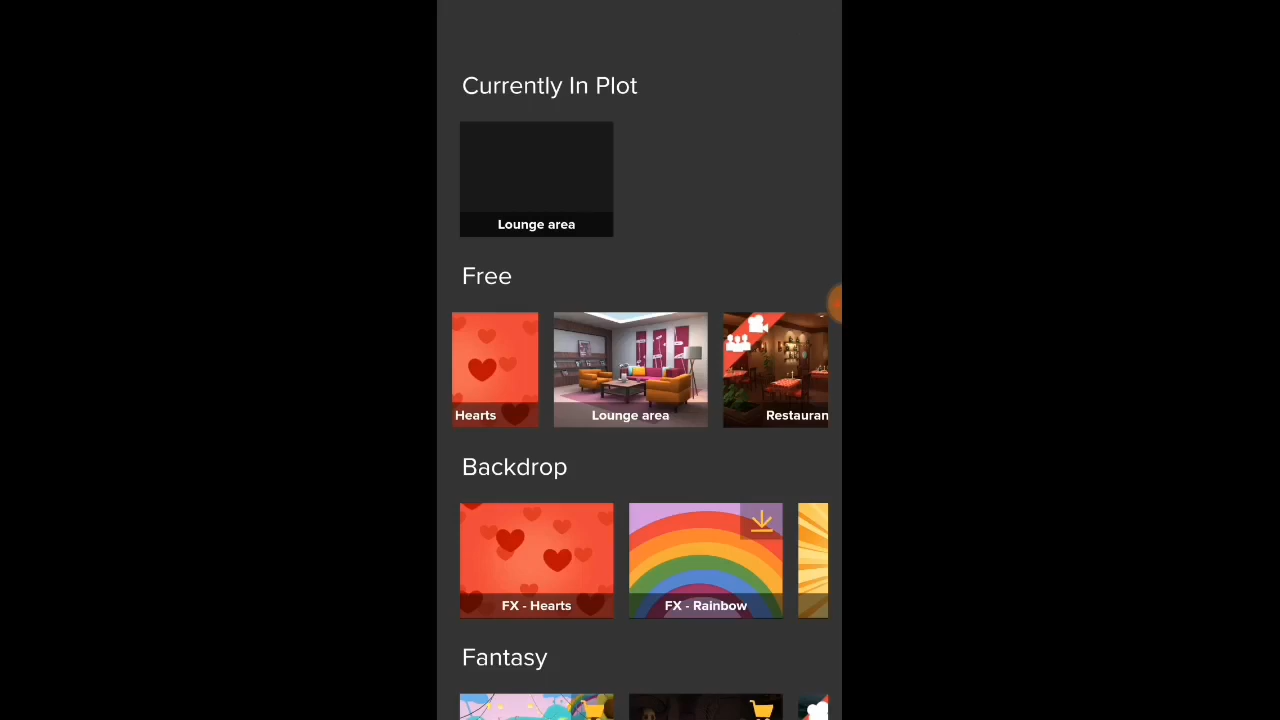 Currently In Plot
Lounge area
Free
Hearts
Lounge area
Restauran
Backdrop
FX - Hearts
FX - Rainbow
Fantasy